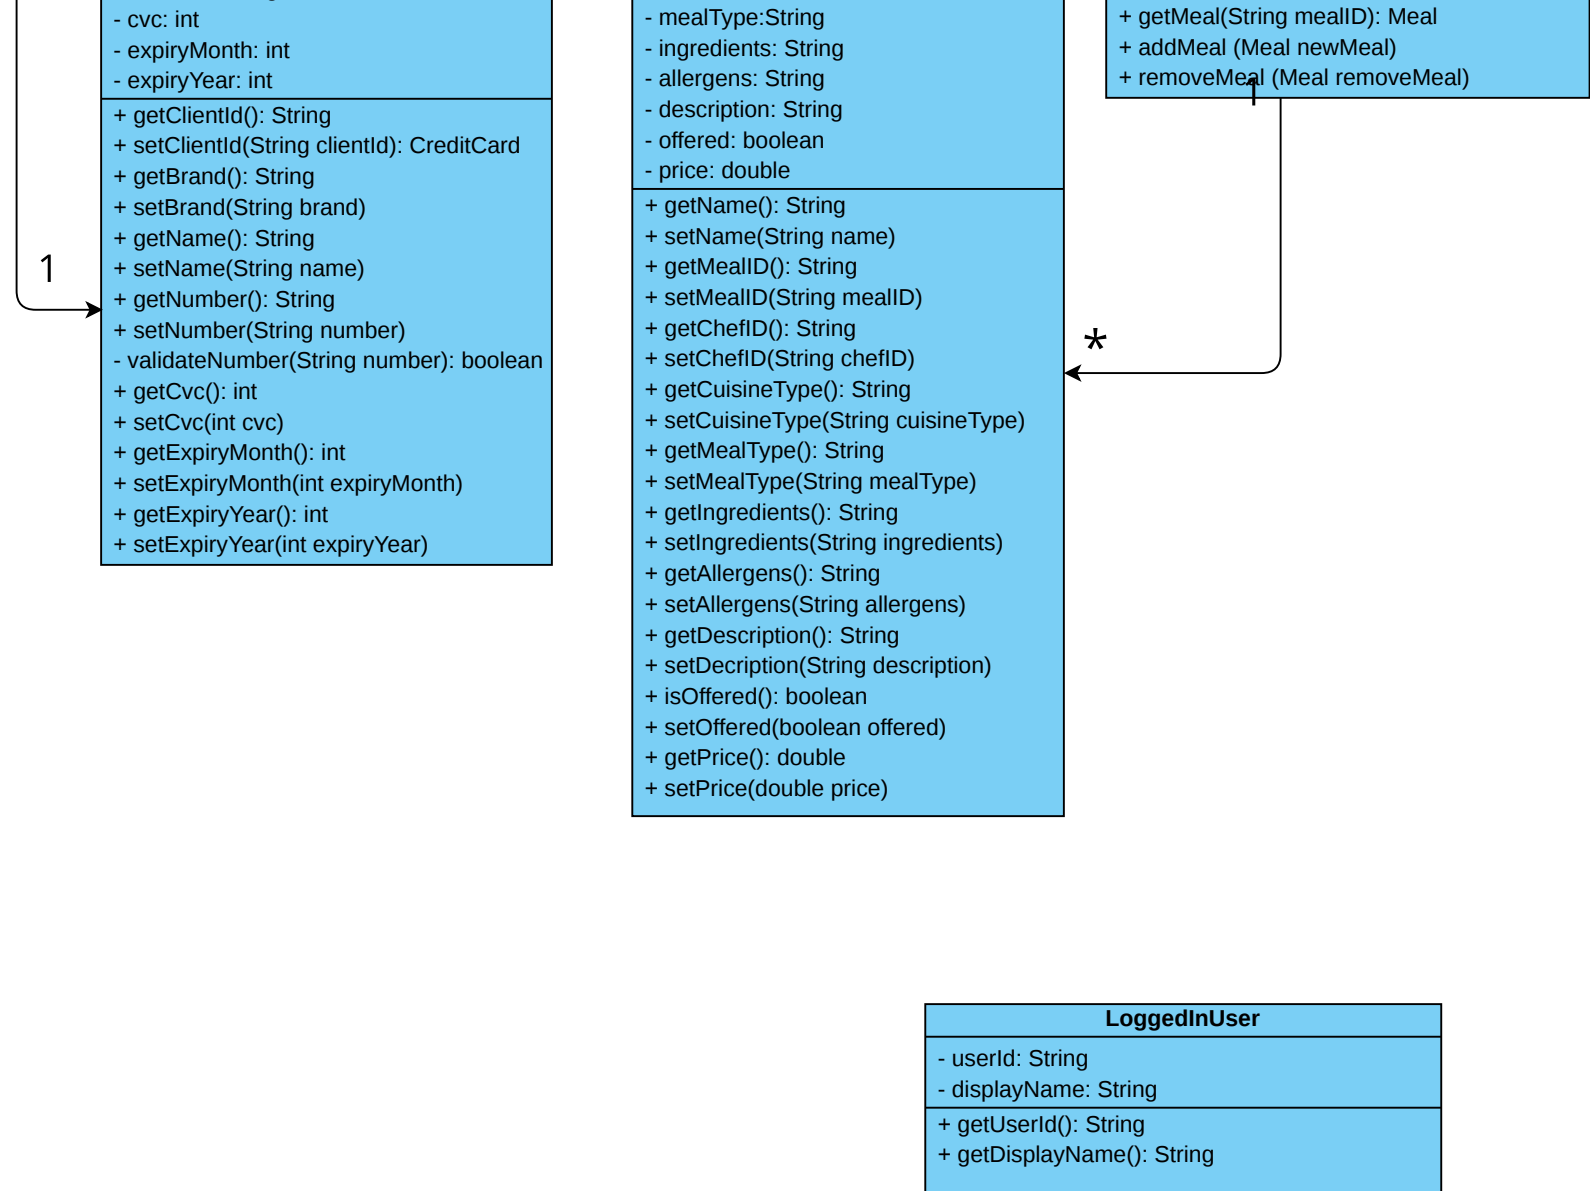 - cvc: int
- expiryMonth: int
- expiryYear: int
+ getClientId(): String
+ setClientId(String clientId): CreditCard
+ getBrand(): String
+ setBrand(String brand)
+ getName(): String
+ setName(String name)
+ getNumber(): String
+ setNumber(String number)
- validateNumber(String number): boolean
+ getCvc(): int
+ setCvc(int cvc)
+ getExpiryMonth(): int
+ setExpiryMonth(int expiryMonth)
+ getExpiryYear(): int
+ setExpiryYear(int expiryYear)
1
- mealType:String
- ingredients: String
- allergens: String
- description: String
- offered: boolean
- price: double
+ getName(): String
+ setName(String name)
+ getMealID(): String
+ setMealID(String mealID)
+ getChefID(): String
+ setChefID(String chefID)
+ getCuisineType(): String
+ setCuisineType(String cuisineType)
+ getMealType(): String
+ setMealType(String mealType)
+ getIngredients(): String
+ setIngredients(String ingredients)
+ getAllergens(): String
+ setAllergens(String allergens)
+ getDescription(): String
+ setDecription(String description)
+ isOffered(): boolean
+ setOffered(boolean offered)
+ getPrice(): double
+ setPrice(double price)
+ getMeal(String mealID): Meal
+ addMeal (Meal newMeal)
+ removeMeal (Meal removeMeal)
1
*
LoggedInUser
- userId: String
- displayName: String
+ getUserId(): String
+ getDisplayName(): String